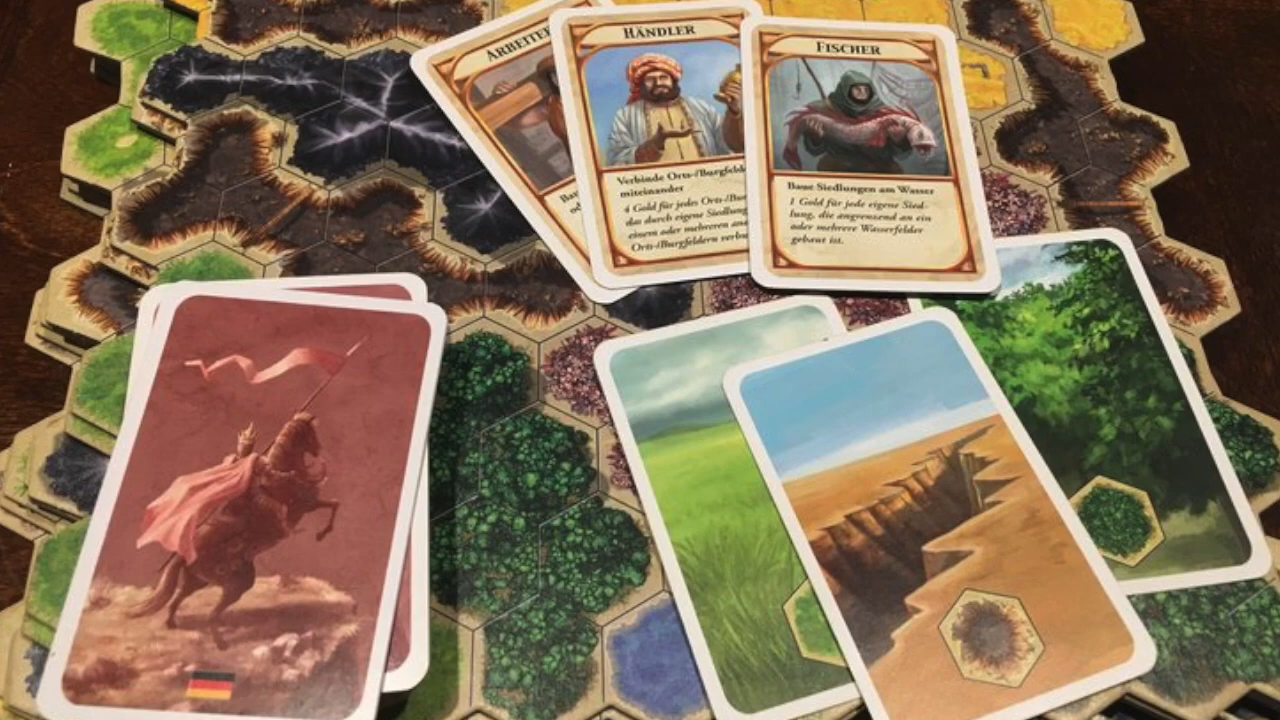 ARBEITER
HÄNDLER
Verbinde Orts-/Burgfeld
miteinander
4 Gold für jedes Orts-/Bur
das durch eigene Siedlung
einem oder mehreren and
Orts-/Burgfeldern verbu
FISCHER
Baue Siedlungen am Wasser
1 Gold für jede eigene Sied-
lung, die angrenzend an ein
oder mehrere Wasserfelder
gebaut ist.